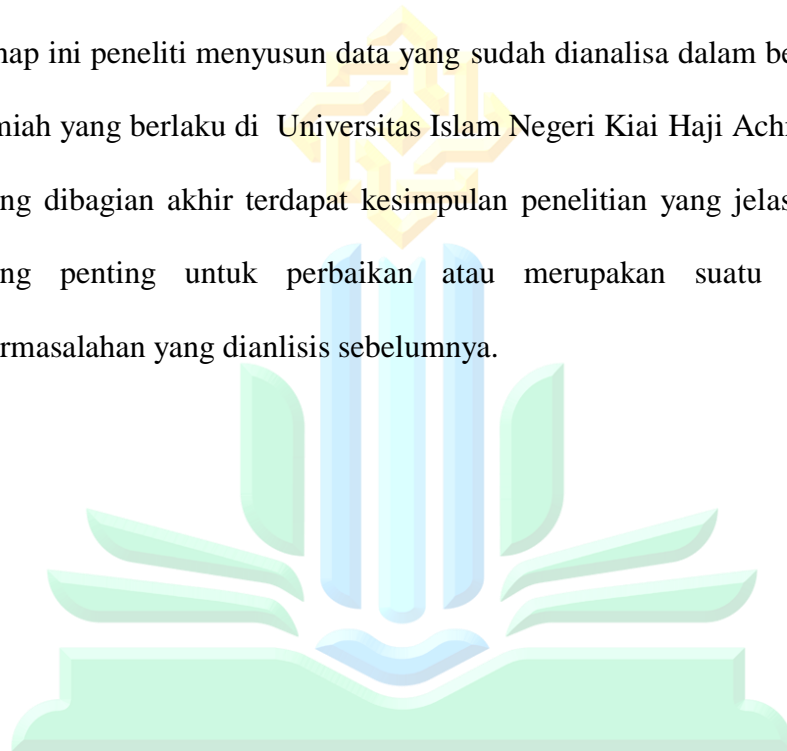 hap ini peneliti menyusun data yang sudah dianalisa dalam be
miah yang berlaku di Universitas Islam Negeri Kiai Haji Ach
ng dibagian akhir terdapat kesimpulan penelitian yang jelas
ng penting untuk perbaikan atau merupakan suatu
rmasalahan yang dianlisis sebelumnya.